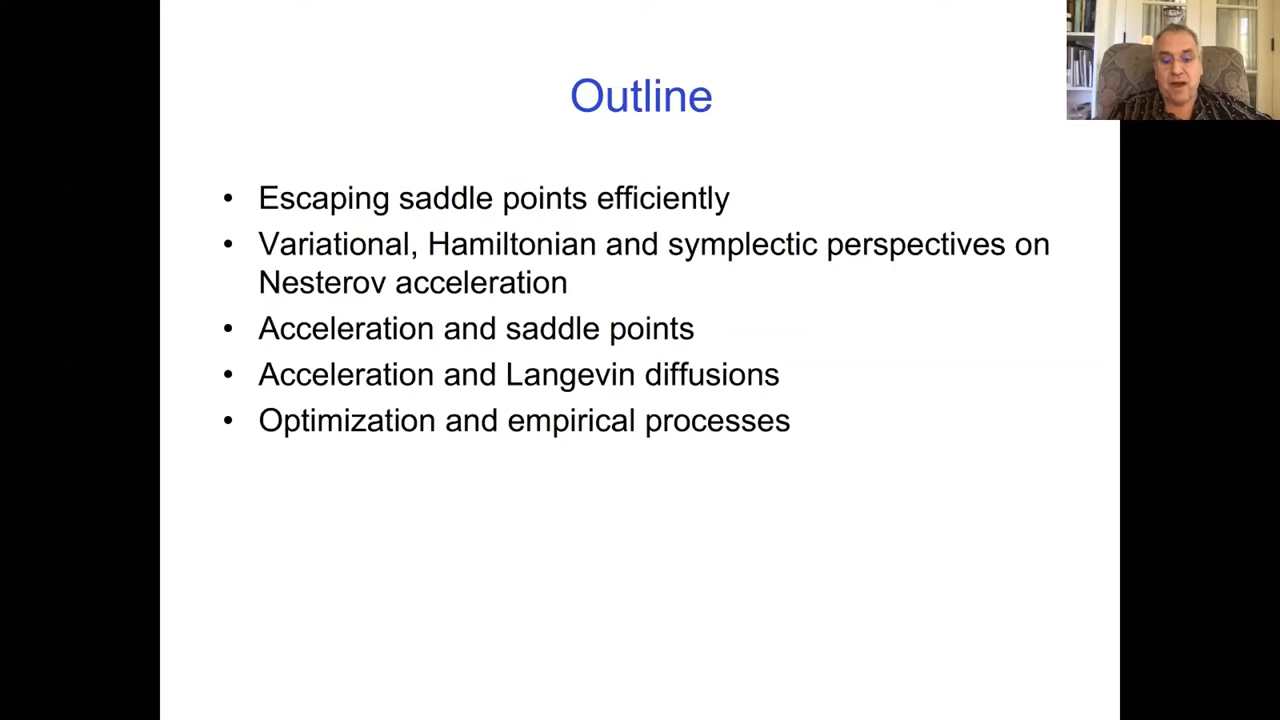 Outline
• Escaping saddle points efficiently
• Variational, Hamiltonian and symplectic perspectives on
Nesterov acceleration
• Acceleration and saddle points
• Acceleration and Langevin diffusions
• Optimization and empirical processes